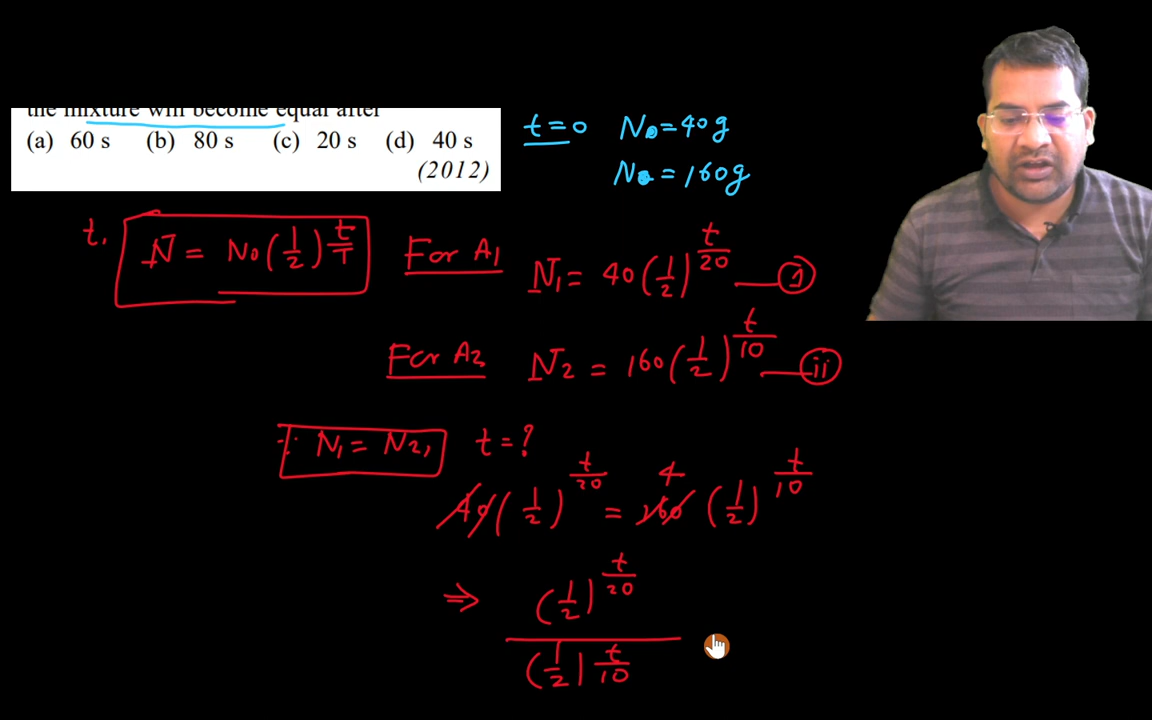 the mixture will become equal after
(a) 60 s (b) 80 s (c) 20 s (d) 40 s
(2012)
t=0 N₀=40g
N₀=160g
t, N = N₀(1/2)^(t/T) For A1 N₁= 40(1/2)^(t/20) —①
For A2 N2 = 160(1/2)^(t/10) —(ii)
∵ N₁ = N2, t=?
40(1/2)^(t/20) = 160 4 (1/2)^(t/10)
⇒ (1/2)^(t/20)
(1/2)^(t/10)